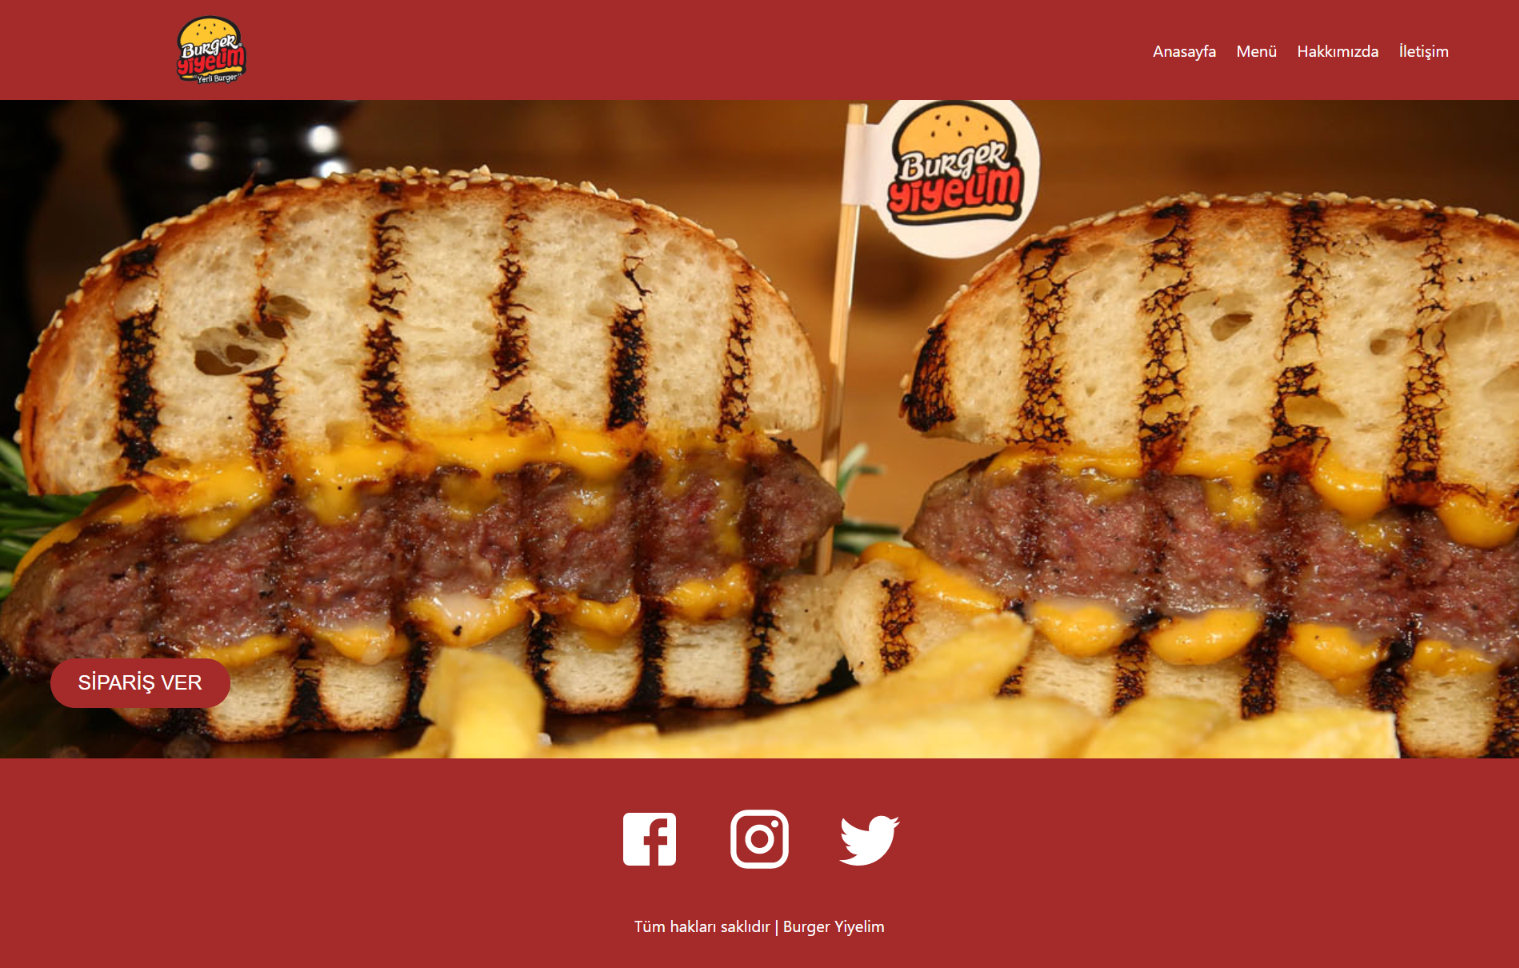 Burger
yiyelim
Yerli Burger
Anasayfa Menü Hakkımızda İletişim
Burger
yiyelim
SİPARİŞ VER
Tüm hakları saklıdır | Burger Yiyelim